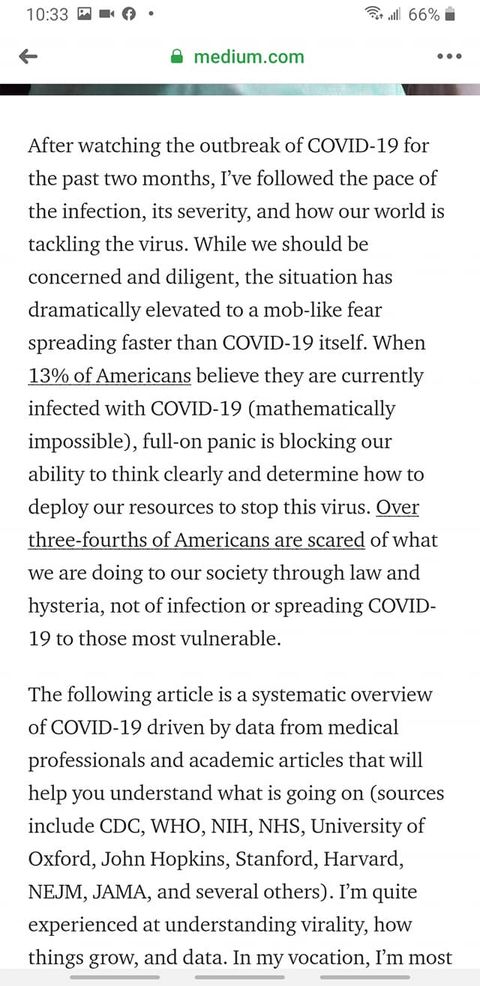 10:33
66%
medium.com
After watching the outbreak of COVID-19 for
the past two months, I’ve followed the pace of
the infection, its severity, and how our world is
tackling the virus. While we should be
concerned and diligent, the situation has
dramatically elevated to a mob-like fear
spreading faster than COVID-19 itself. When
13% of Americans believe they are currently
infected with COVID-19 (mathematically
impossible), full-on panic is blocking our
ability to think clearly and determine how to
deploy our resources to stop this virus. Over
three-fourths of Americans are scared of what
we are doing to our society through law and
hysteria, not of infection or spreading COVID-
19 to those most vulnerable.
The following article is a systematic overview
of COVID-19 driven by data from medical
professionals and academic articles that will
help you understand what is going on (sources
include CDC, WHO, NIH, NHS, University of
Oxford, John Hopkins, Stanford, Harvard,
NEJM, JAMA, and several others). I’m quite
experienced at understanding virality, how
things grow, and data. In my vocation, I’m most